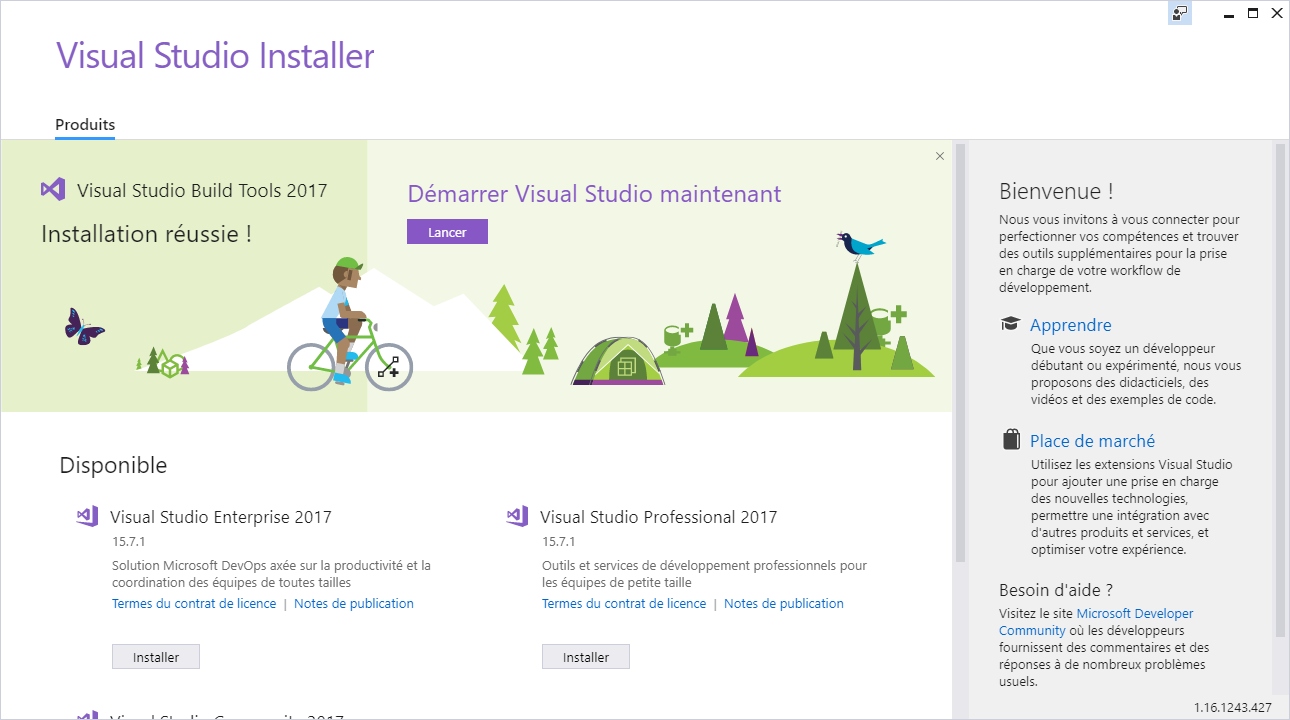 Visual Studio Installer
Produits
Visual Studio Build Tools 2017
Installation réussie !
Démarrer Visual Studio maintenant
Lancer
Disponible
Visual Studio Enterprise 2017
15.7.1
Solution Microsoft DevOps axée sur la productivité et la
coordination des équipes de toutes tailles
Termes du contrat de licence | Notes de publication
Installer
Visual Studio Professional 2017
15.7.1
Outils et services de développement professionnels pour
les équipes de petite taille
Termes du contrat de licence | Notes de publication
Installer
Visual Studio Community 2017
Bienvenue !
Nous vous invitons à vous connecter pour
perfectionner vos compétences et trouver
des outils supplémentaires pour la prise
en charge de votre workflow de
développement.
Apprendre
Que vous soyez un développeur
débutant ou expérimenté, nous vous
proposons des didacticiels, des
vidéos et des exemples de code.
Place de marché
Utilisez les extensions Visual Studio
pour ajouter une prise en charge
des nouvelles technologies,
permettre une intégration avec
d'autres produits et services, et
optimiser votre expérience.
Besoin d'aide ?
Visitez le site Microsoft Developer
Community où les développeurs
fournissent des commentaires et des
réponses à de nombreux problèmes
usuels.
1.16.1243.427